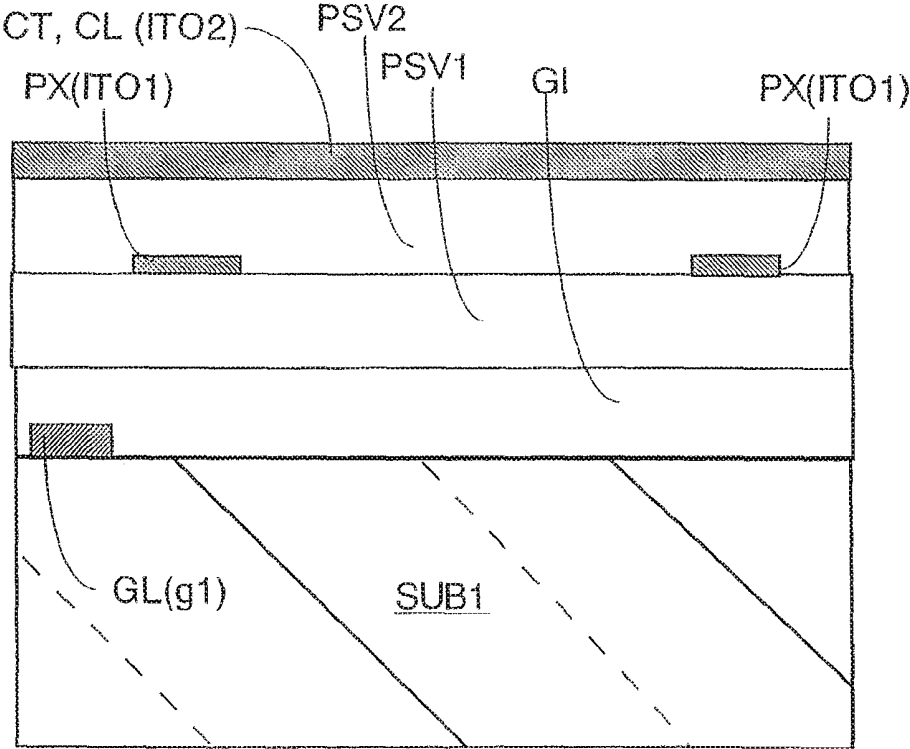 CT, CL (ITO2)
PSV2
PSV1
PX(ITO1)
GI
PX(ITO1)
GL(g1)
SUB1